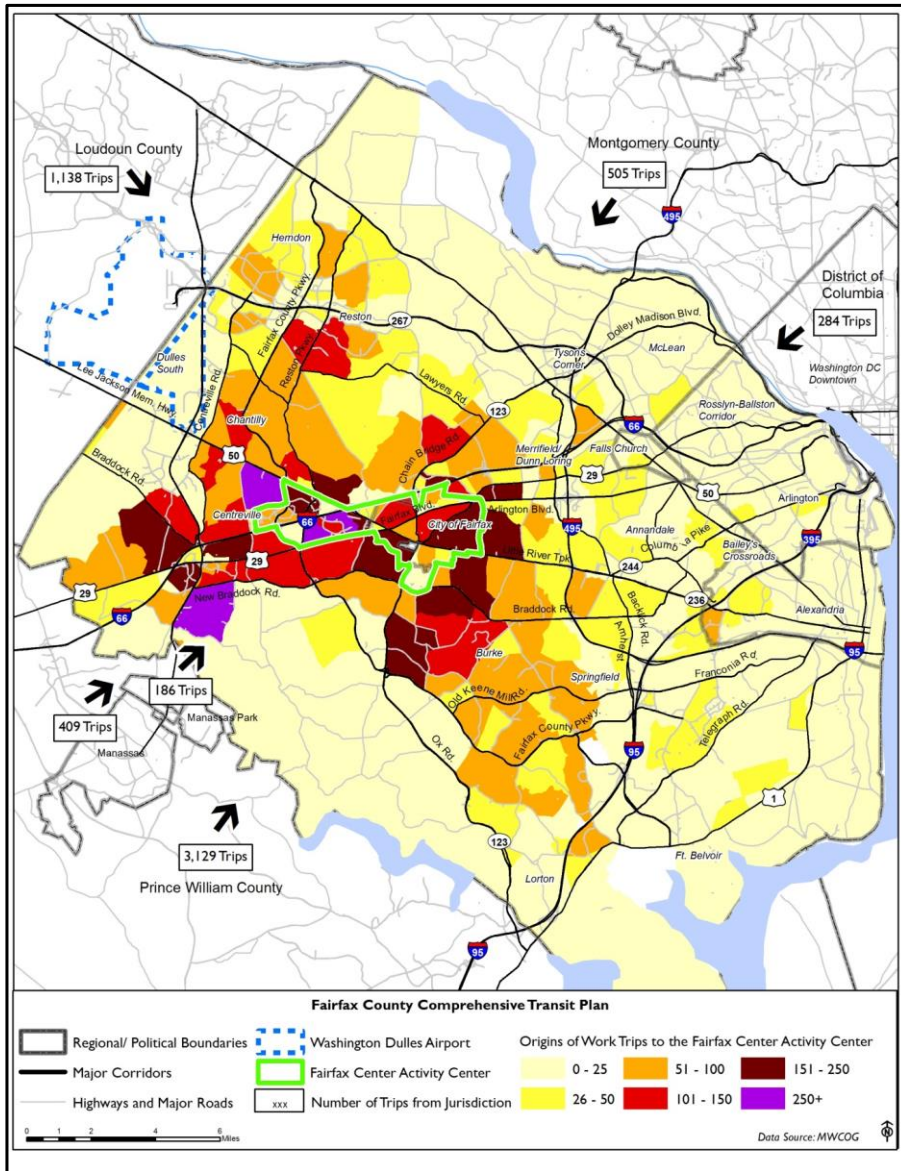 Loudoun County
1,138 Trips
Montgomery County
505 Trips
495
District of
Columbia
284 Trips
Washington DC
Downtown
Herndon
Fairfax County Pkwy.
Reston
Reston Pkwy.
267
Dolley Madison Blvd.
McLean
Tysons
Corner
Dulles
South
Lee Jackson Mem. Hwy.
Centreville Rd.
Lawyers Rd.
123
Rosslyn-Ballston
Corridor
66
Chantilly
Chain Bridge Rd.
Merrifield/
Dunn Loring
Falls Church
29
50
50
Braddock Rd.
Centreville
66
Fairfax Blvd.
City of Fairfax
Arlington Blvd.
495
Annandale
Arlington
395
Columbia Pike
Bailey's
Crossroads
244
29
River Tpk.
236
29
66
New Braddock Rd.
Braddock Rd.
Backlick Rd.
Amherst
Alexandria
95
Burke
Springfield
Franconia Rd.
Old Keene Mill Rd.
Fairfax County Pkwy.
Telegraph Rd.
186 Trips
409 Trips
Manassas Park
Manassas
Ox Rd.
95
1
3,129 Trips
Prince William County
123
Lorton
Ft. Belvoir
95
Fairfax County Comprehensive Transit Plan
Regional/ Political Boundaries
Major Corridors
Highways and Major Roads
Washington Dulles Airport
Fairfax Center Activity Center
xxx
Number of Trips from Jurisdiction
Origins of Work Trips to the Fairfax Center Activity Center
0 - 25
51 - 100
151 - 250
26 - 50
101 - 150
250+
0 1 2 4 6
Miles
Data Source: MWCOG
N